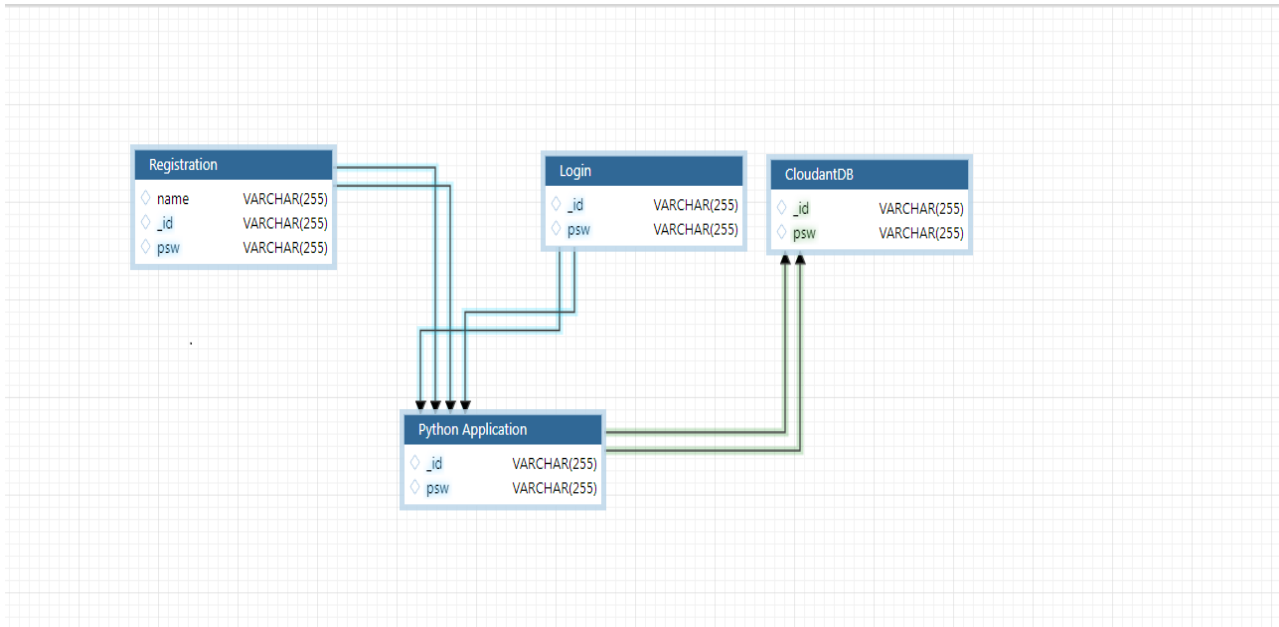 Registration
name VARCHAR(255)
_id VARCHAR(255)
psw VARCHAR(255)
Login
_id VARCHAR(255)
psw VARCHAR(255)
CloudantDB
_id VARCHAR(255)
psw VARCHAR(255)
Python Application
_id VARCHAR(255)
psw VARCHAR(255)